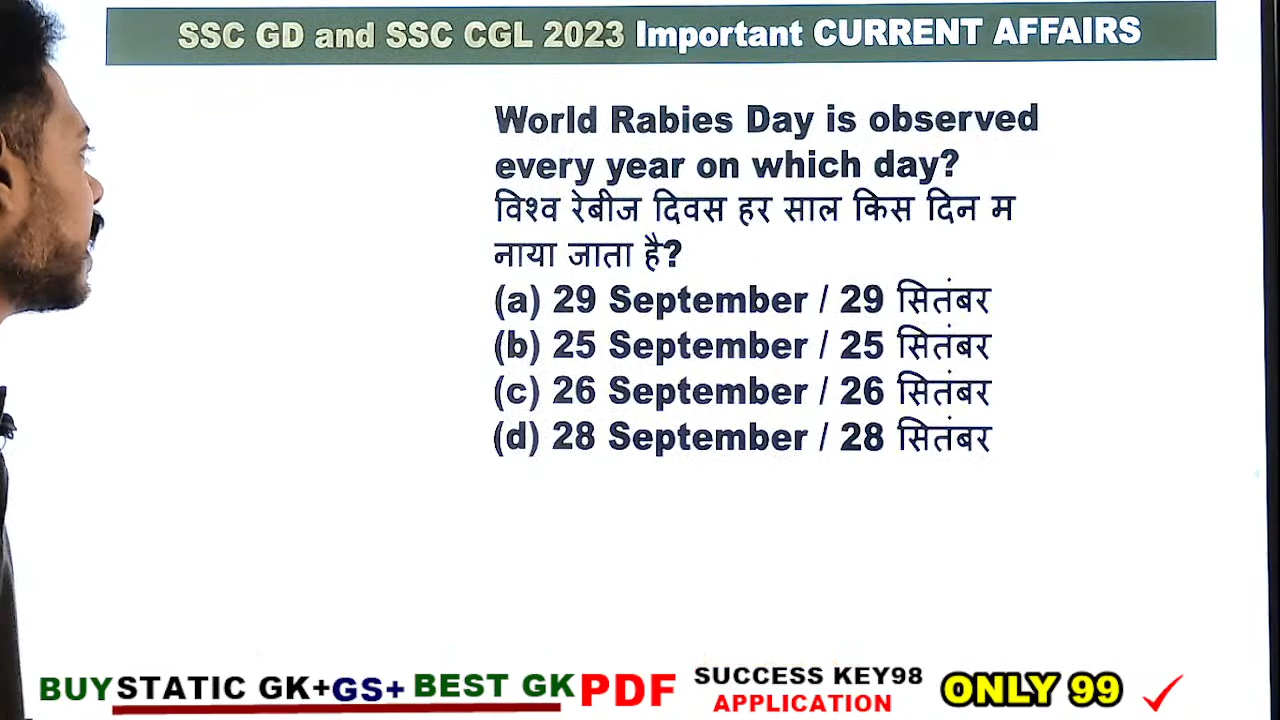 SSC GD and SSC CGL 2023 Important CURRENT AFFAIRS
World Rabies Day is observed
every year on which day?
विश्व रेबीज दिवस हर साल किस दिन म
नाया जाता है?
(a) 29 September / 29 सितंबर
(b) 25 September / 25 सितंबर
(c) 26 September / 26 सितंबर
(d) 28 September / 28 सितंबर
BUY STATIC GK+GS+ BEST GK PDF SUCCESS KEY98 APPLICATION ONLY 99